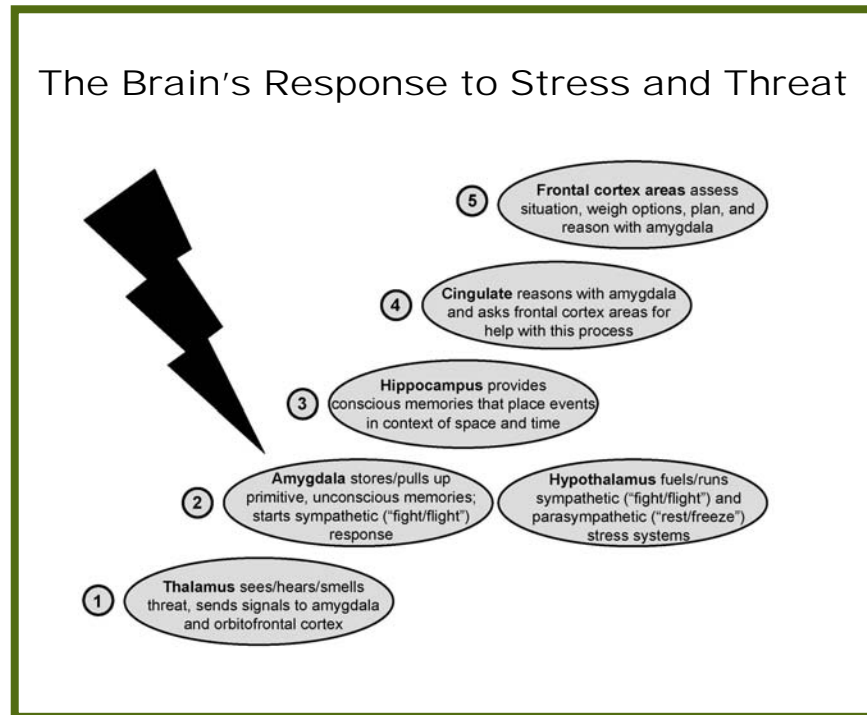 The Brain's Response to Stress and Threat
5
Frontal cortex areas assess
situation, weigh options, plan, and
reason with amygdala
4
Cingulate reasons with amygdala
and asks frontal cortex areas for
help with this process
3
Hippocampus provides
conscious memories that place events
in context of space and time
2
Amygdala stores/pulls up
primitive, unconscious memories;
starts sympathetic ("fight/flight")
response
Hypothalamus fuels/runs
sympathetic ("fight/flight") and
parasympathetic ("rest/freeze")
stress systems
1
Thalamus sees/hears/smells
threat, sends signals to amygdala
and orbitofrontal cortex